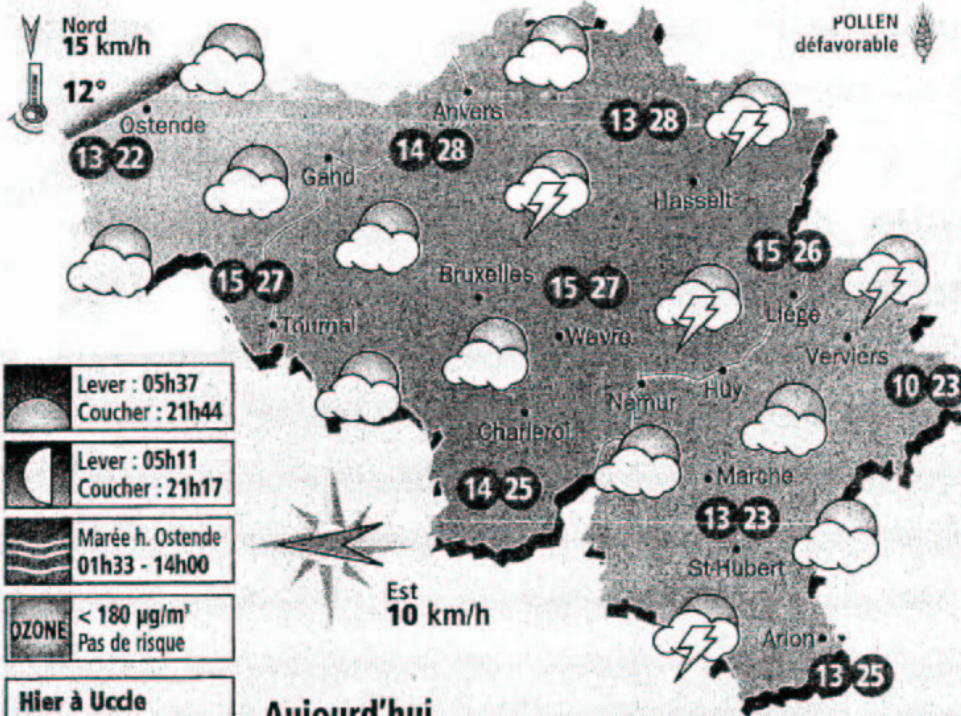 Nord
15 km/h
12°
POLLEN
défavorable
Ostende
13 22
Anvers
14 28
13 28
Gand
Hasselt
15 27
Tournai
Bruxelles
15 27
15 26
Wavre
Liège
Verviers
10 23
Huy
Namur
Charleroi
14 25
Marche
13 23
St-Hubert
Arlon
13 25
Lever : 05h37
Coucher : 21h44
Lever : 05h11
Coucher : 21h17
Marée h. Ostende
01h33 - 14h00
OZONE
< 180 µg/m³
Pas de risque
Est
10 km/h
Hier à Uccle
Aujourd'hui